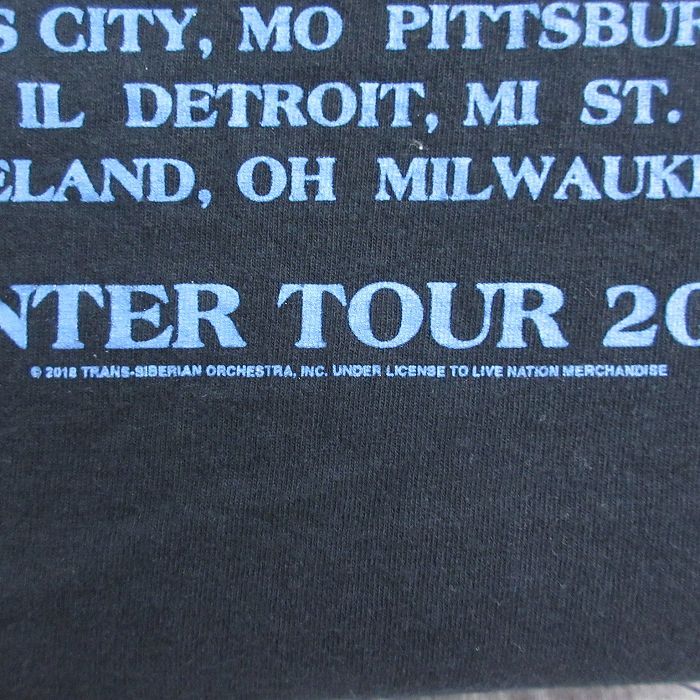 S CITY, MO PITTSBUR
IL DETROIT, MI ST.
ELAND, OH MILWAUK
NTER TOUR 20
© 2018 TRANS-SIBERIAN ORCHESTRA, INC. UNDER LICENSE TO LIVE NATION MERCHANDISE